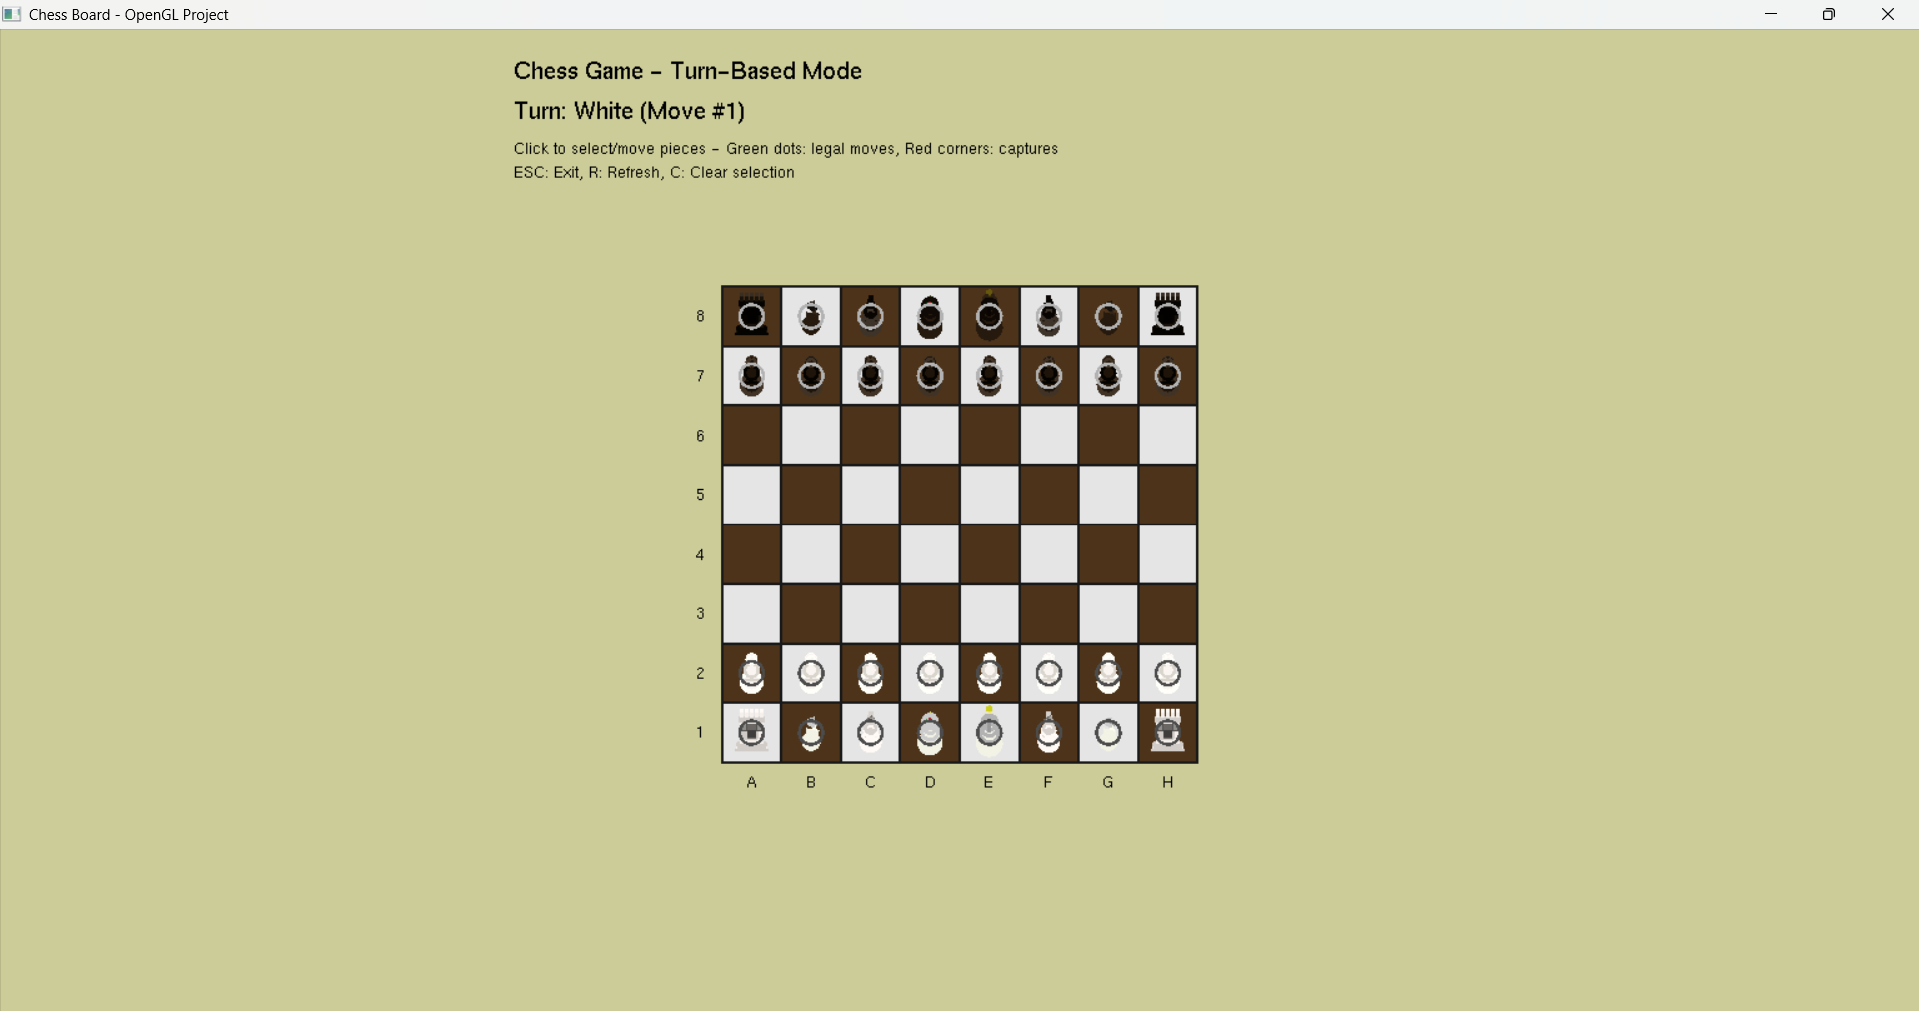 Chess Board - OpenGL Project
Chess Game - Turn-Based Mode
Turn: White (Move #1)
Click to select/move pieces - Green dots: legal moves, Red corners: captures
ESC: Exit, R: Refresh, C: Clear selection
8
7
6
5
4
3
2
1
A B C D E F G H